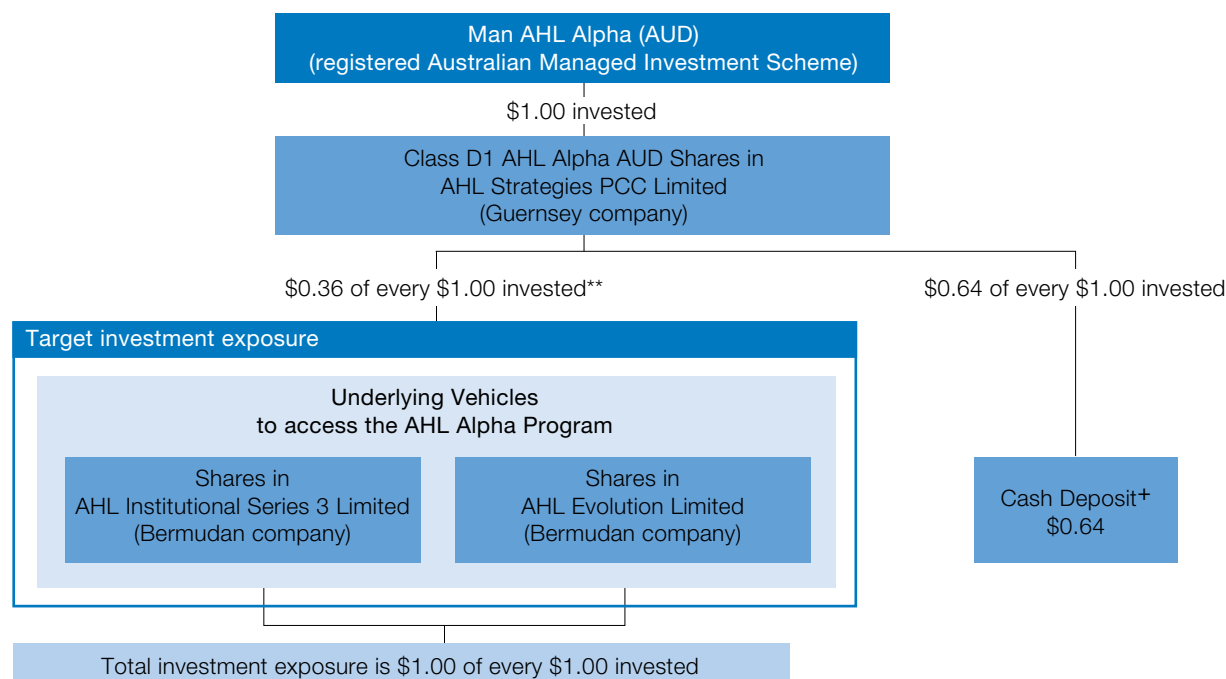 Man AHL Alpha (AUD)
(registered Australian Managed Investment Scheme)
$1.00 invested
Class D1 AHL Alpha AUD Shares in
AHL Strategies PCC Limited
(Guernsey company)
$0.36 of every $1.00 invested**
$0.64 of every $1.00 invested
Target investment exposure
Underlying Vehicles
to access the AHL Alpha Program
Shares in
AHL Institutional Series 3 Limited
(Bermudan company)
Shares in
AHL Evolution Limited
(Bermudan company)
Cash Deposit+
$0.64
Total investment exposure is $1.00 of every $1.00 invested